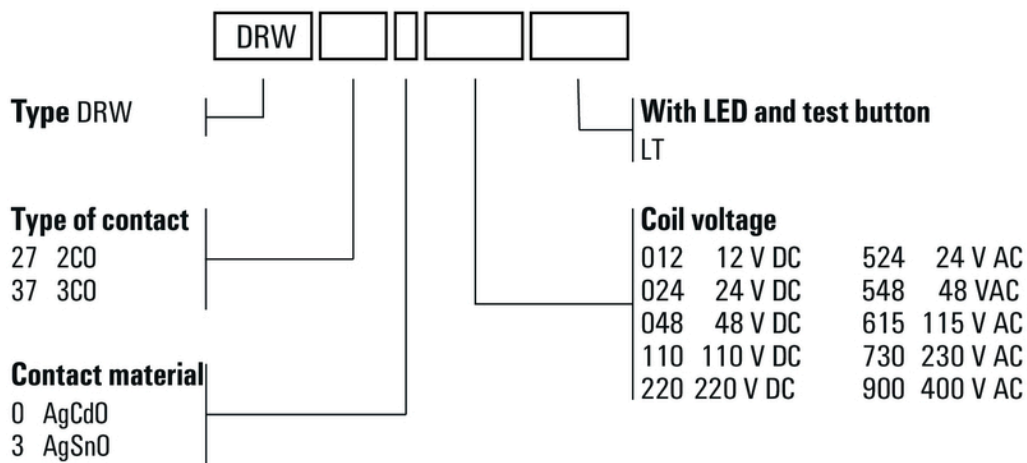 DRW
Type DRW
With LED and test button
LT
Type of contact
27 2CO
37 3CO
Coil voltage
012 12 V DC 524 24 V AC
024 24 V DC 548 48 VAC
048 48 V DC 615 115 V AC
110 110 V DC 730 230 V AC
220 220 V DC 900 400 V AC
Contact material
0 AgCdO
3 AgSnO